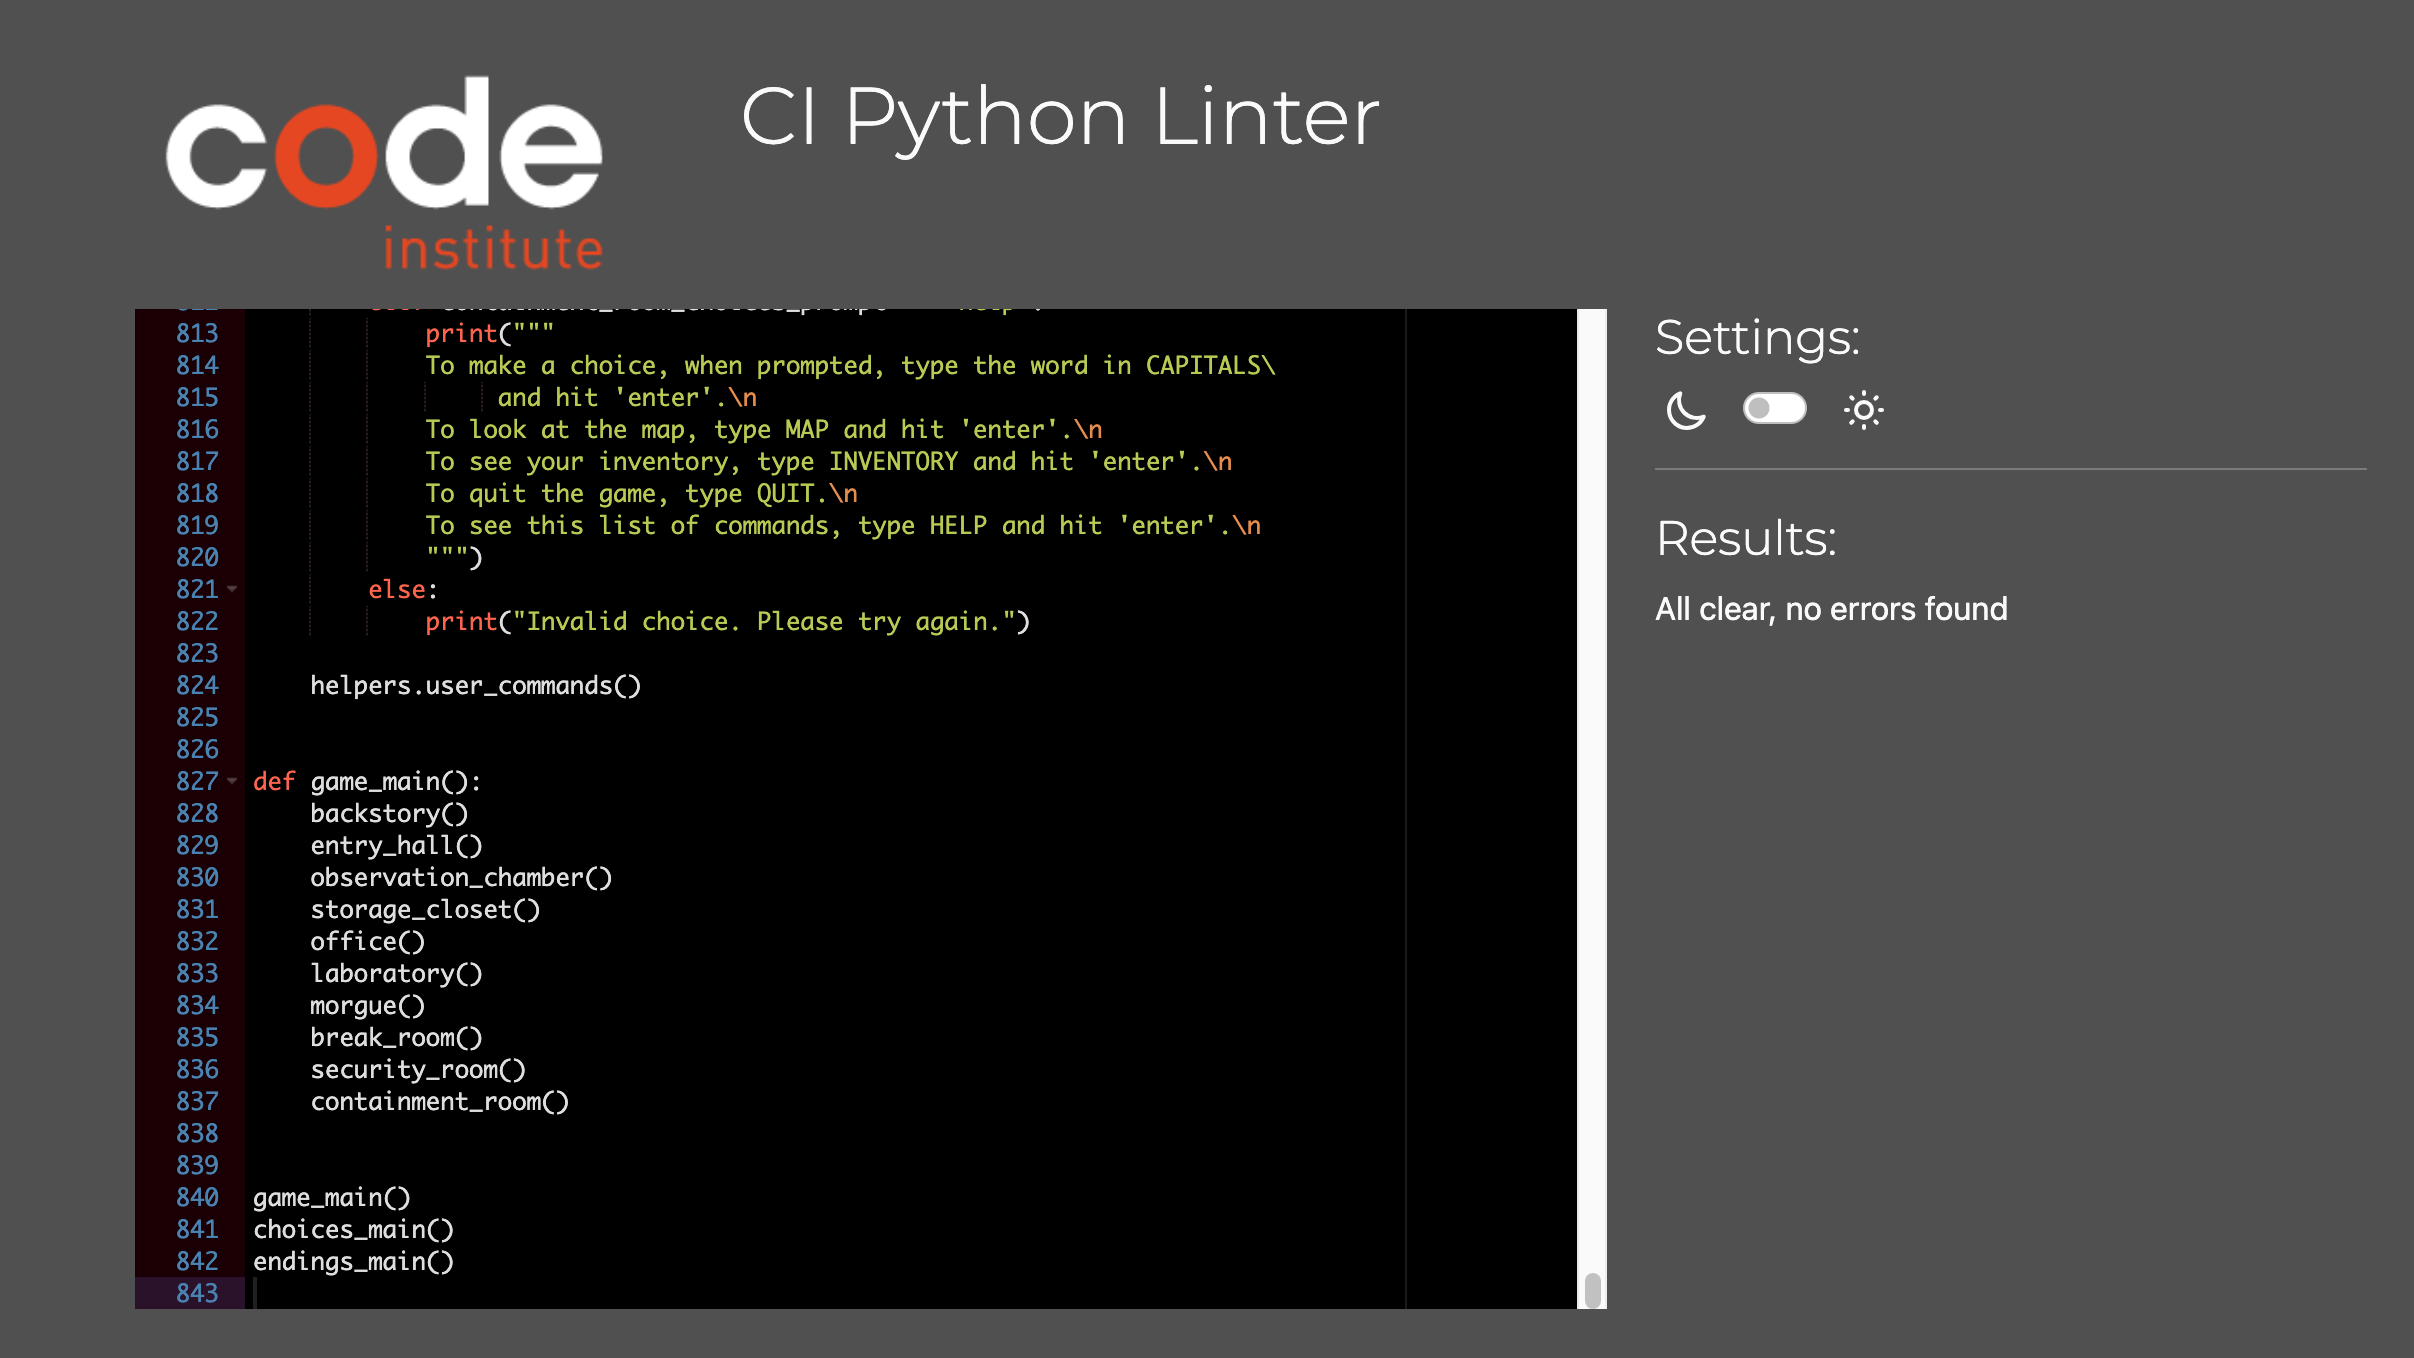 code
institute
CI Python Linter
813 print("""
814 To make a choice, when prompted, type the word in CAPITALS\
815 and hit 'enter'.\n
816 To look at the map, type MAP and hit 'enter'.\n
817 To see your inventory, type INVENTORY and hit 'enter'.\n
818 To quit the game, type QUIT.\n
819 To see this list of commands, type HELP and hit 'enter'.\n
820 """)
821 else:
822 print("Invalid choice. Please try again.")
823
824 helpers.user_commands()
825
826
827 def game_main():
828 backstory()
829 entry_hall()
830 observation_chamber()
831 storage_closet()
832 office()
833 laboratory()
834 morgue()
835 break_room()
836 security_room()
837 containment_room()
838
839
840 game_main()
841 choices_main()
842 endings_main()
843
Settings:
Results:
All clear, no errors found